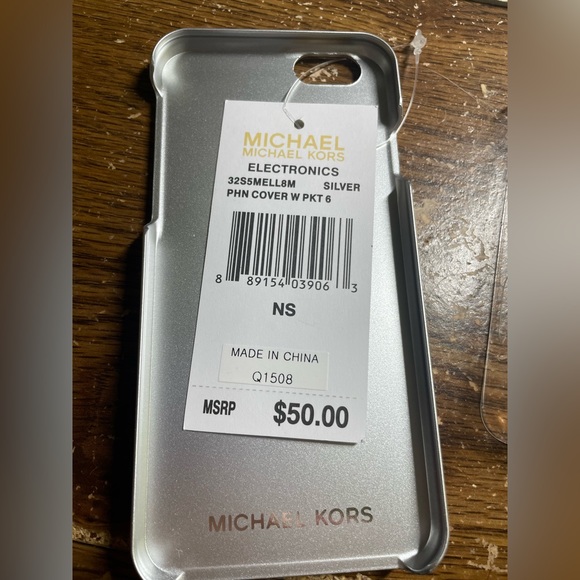 MICHAEL
MICHAEL KORS
ELECTRONICS
32S5MELL8M SILVER
PHN COVER W PKT 6
8 89154 03906 3
NS
MADE IN CHINA
Q1508
MSRP $50.00
MICHAEL KORS